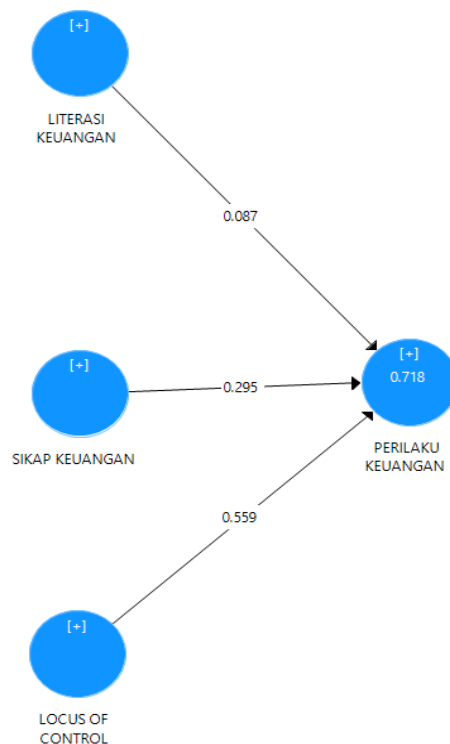 [+]
LITERASI
KEUANGAN
0.087
[+]
SIKAP KEUANGAN
0.295
[+]
0.718
PERILAKU
KEUANGAN
0.559
[+]
LOCUS OF
CONTROL